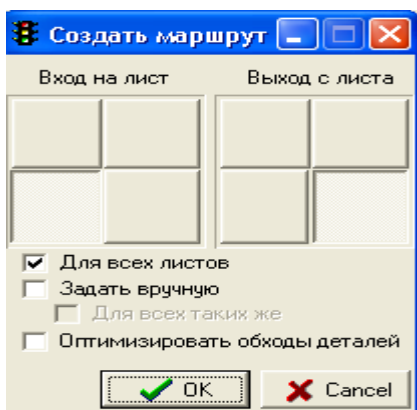 Создать маршрут
Вход на лист
Выход с листа
Для всех листов
Задать вручную
Для всех таких же
Оптимизировать обходы деталей
OK
Cancel